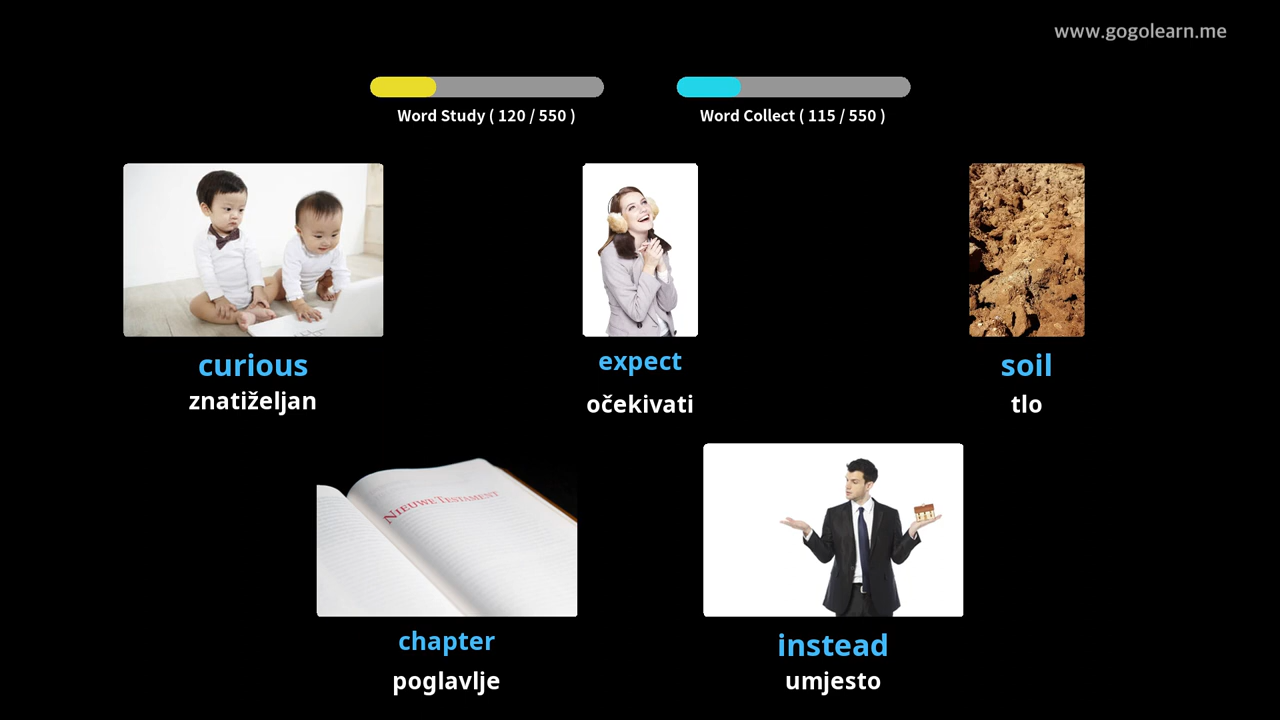 www.gogolearn.me
Word Study ( 120 / 550 )
Word Collect ( 115 / 550 )
curious
znatiželjan
expect
očekivati
soil
tlo
NIEUWE TESTAMENT
chapter
poglavlje
instead
umjesto